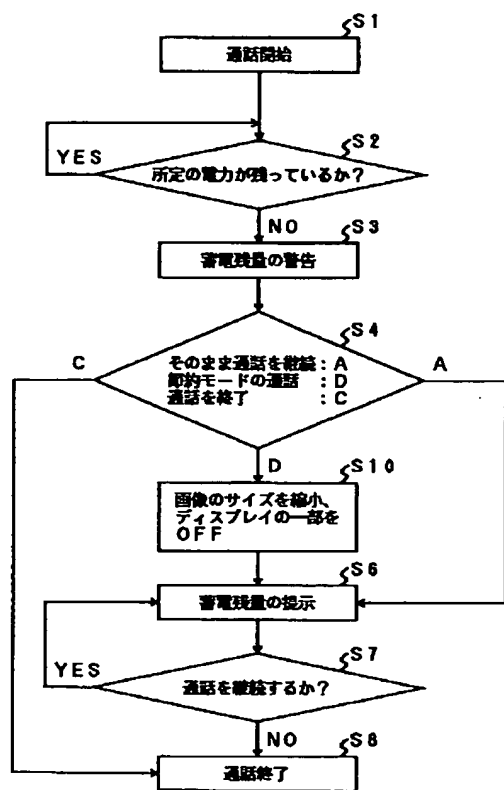 S1
通話開始
S2
YES
所定の電力が残っているか?
NO
S3
蓄電残量の警告
S4
C
A
そのまま通話を継続:A
節約モードの通話 :D
通話を終了 :C
D
S10
画像のサイズを縮小、
ディスプレイの一部を
OFF
S6
蓄電残量の提示
S7
YES
通話を継続するか?
NO
S8
通話終了